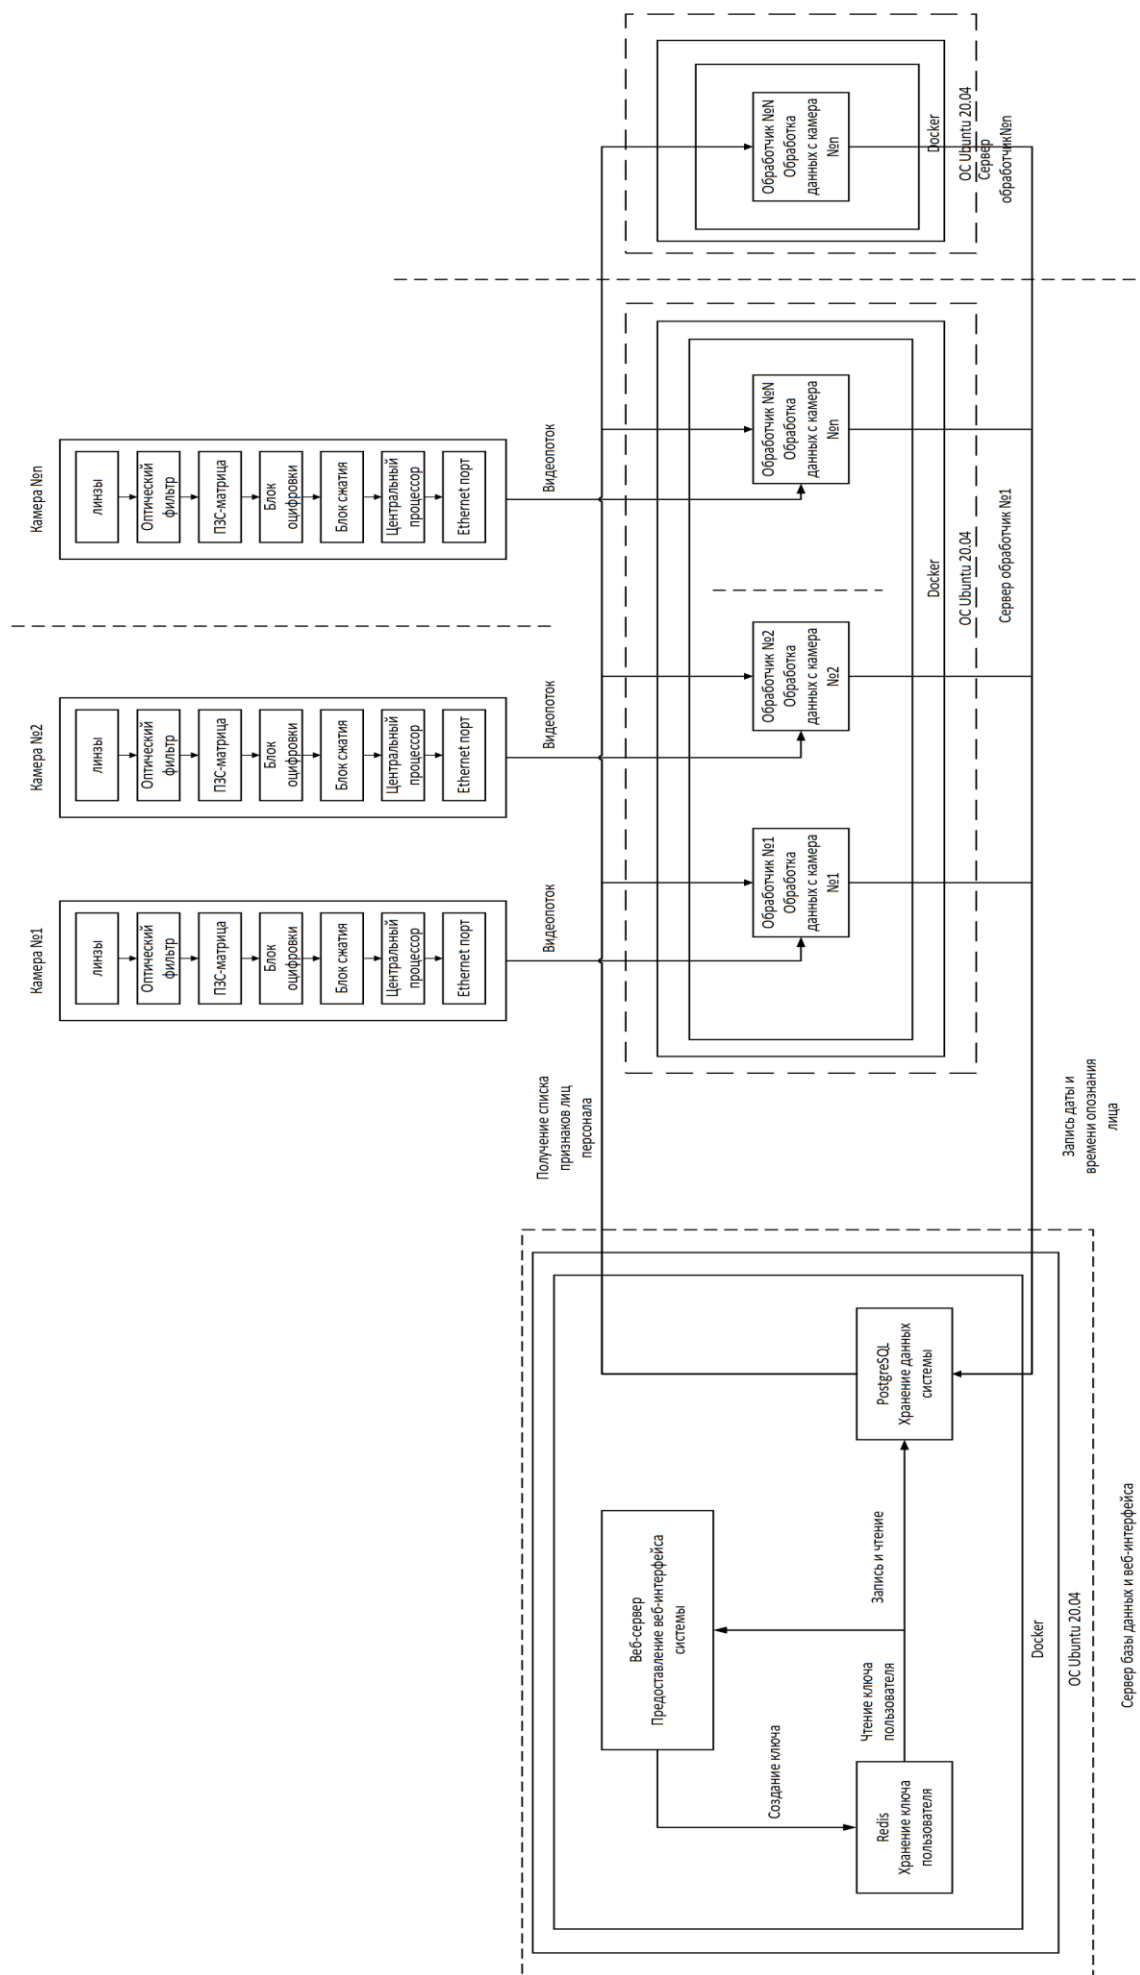 Камера №1
линзы
Оптический
фильтр
ПЗС-матрица
Блок
оцифровки
Блок сжатия
Центральный
процессор
Ethernet порт
Видеопоток
Камера №2
линзы
Оптический
фильтр
ПЗС-матрица
Блок
оцифровки
Блок сжатия
Центральный
процессор
Ethernet порт
Видеопоток
Камера №n
линзы
Оптический
фильтр
ПЗС-матрица
Блок
оцифровки
Блок сжатия
Центральный
процессор
Ethernet порт
Видеопоток
Получение списка
признаков лиц
персонала
Веб-сервер
Предоставление веб-интерфейса
системы
Создание ключа
Чтение ключа
пользователя
Запись и чтение
Redis
Хранение ключа
пользователя
PostgreSQL
Хранение данных
системы
Docker
ОС Ubuntu 20.04
Сервер базы данных и веб-интерфейса
Запись даты и
времени опознания
лица
Обработчик №1
Обработка
данных с камера
№1
Обработчик №2
Обработка
данных с камера
№2
Обработчик №N
Обработка
данных с камера
№n
Docker
ОС Ubuntu 20.04
Сервер обработчик №1
Обработчик №N
Обработка
данных с камера
№n
Docker
ОС Ubuntu 20.04
Сервер
обработчик№n